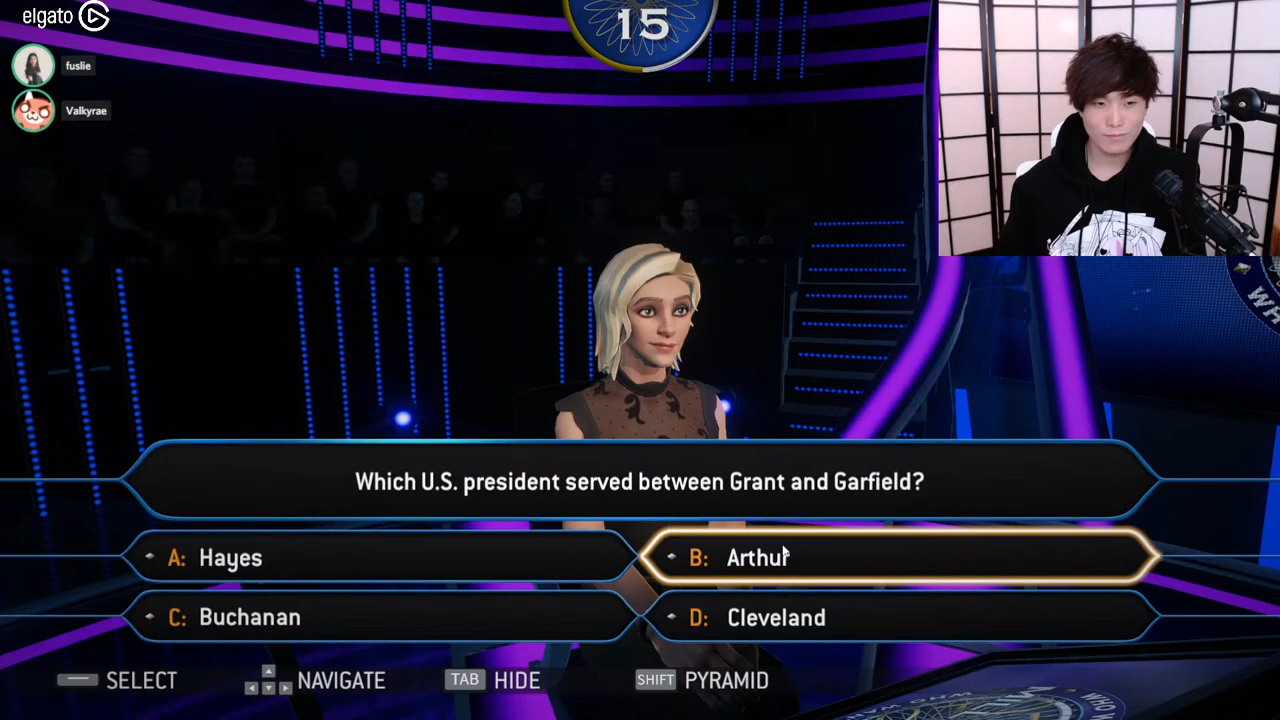 elgato
15
fuslie
Valkyrae
WH
Which U.S. president served between Grant and Garfield?
A: Hayes
B: Arthur
C: Buchanan
D: Cleveland
SELECT
NAVIGATE
TAB HIDE
SHIFT PYRAMID